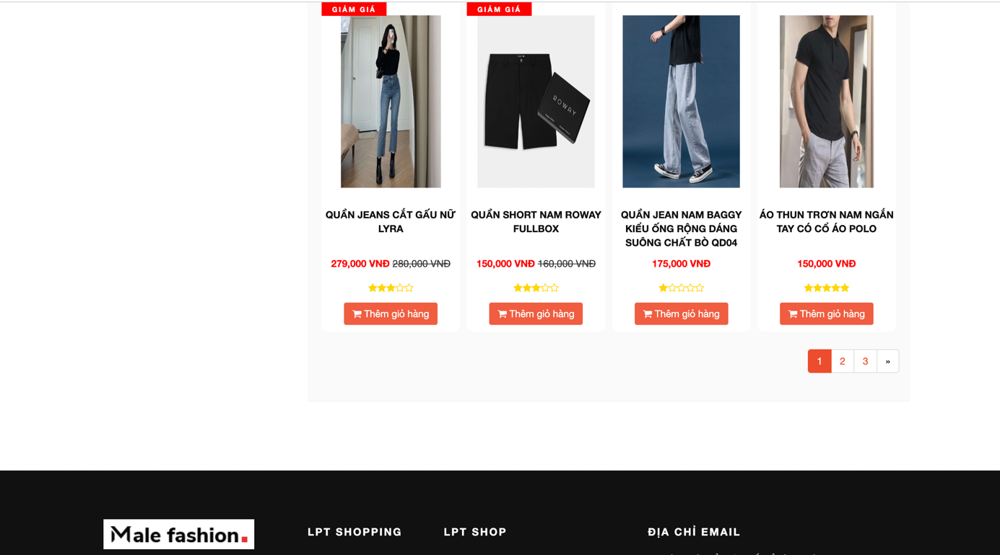 GIẢM GIÁ
GIẢM GIÁ
ROWAY
QUẦN JEANS CẮT GẤU NỮ
LYRA
279,000 VNĐ 280,000 VNĐ
Thêm giỏ hàng
QUẦN SHORT NAM ROWAY
FULLBOX
150,000 VNĐ 160,000 VNĐ
Thêm giỏ hàng
QUẦN JEAN NAM BAGGY
KIỂU ỐNG RỘNG DÁNG
SUÔNG CHẤT BÒ QD04
175,000 VNĐ
Thêm giỏ hàng
ÁO THUN TRƠN NAM NGẮN
TAY CÓ CỔ ÁO POLO
150,000 VNĐ
Thêm giỏ hàng
1 2 3 »
Male fashion.
LPT SHOPPING
LPT SHOP
ĐỊA CHỈ EMAIL